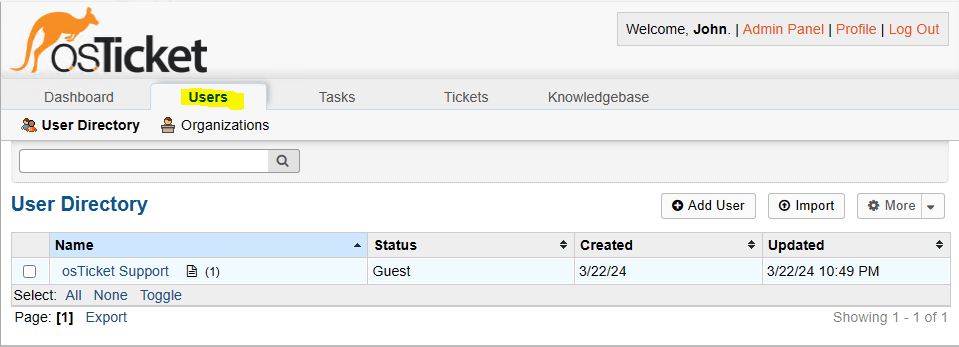 osTicket
Welcome, John. | Admin Panel | Profile | Log Out
Dashboard Users Tasks Tickets Knowledgebase
User Directory Organizations
User Directory Add User Import More
Name Status Created Updated
osTicket Support (1) Guest 3/22/24 3/22/24 10:49 PM
Select: All None Toggle
Page: [1] Export Showing 1 - 1 of 1